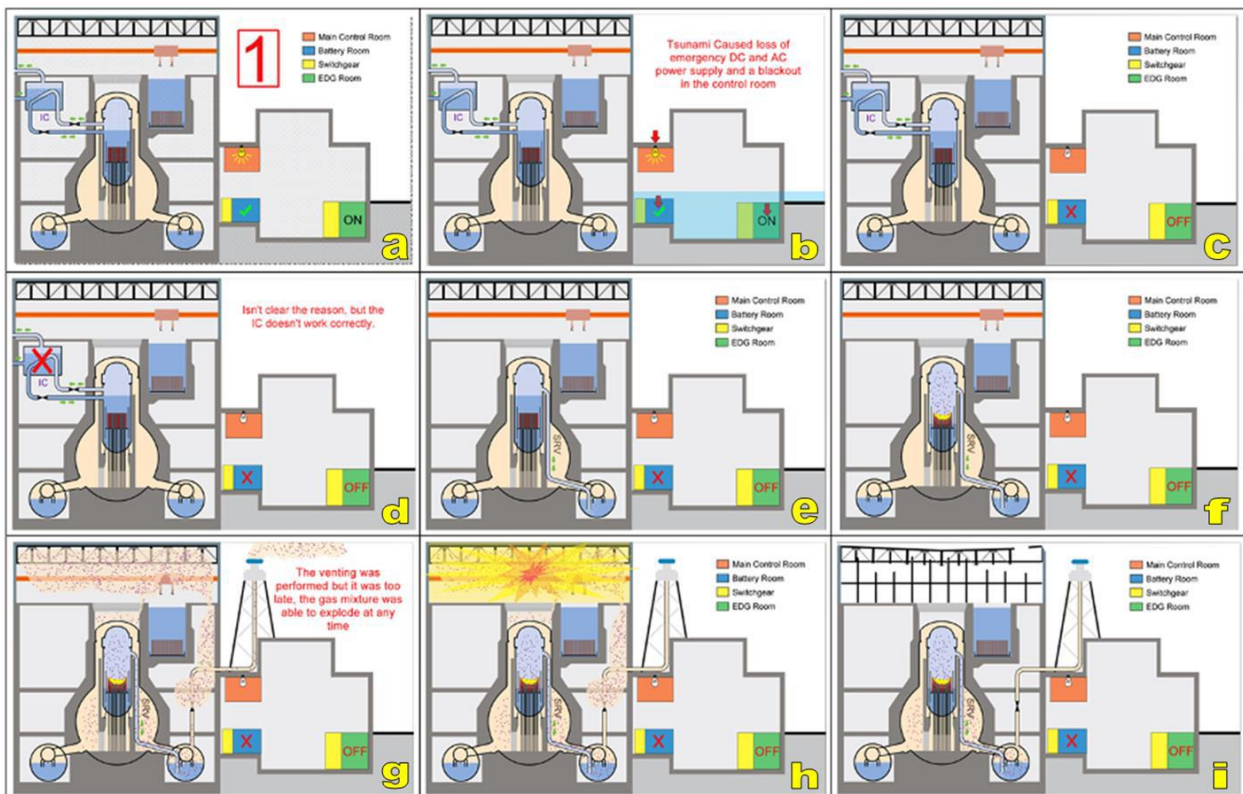 1
Main Control Room
Battery Room
Switchgear
EDG Room
IC
ON
a
Tsunami Caused loss of
emergency DC and AC
power supply and a blackout
in the control room
IC
ON
b
Main Control Room
Battery Room
Switchgear
EDG Room
IC
X
OFF
c
Isn't clear the reason, but the
IC doesn't work correctly.
X
IC
X
OFF
d
Main Control Room
Battery Room
Switchgear
EDG Room
SRV
X
OFF
e
Main Control Room
Battery Room
Switchgear
EDG Room
SRV
X
OFF
f
The venting was
performed but it was too
late, the gas mixture was
able to explode at any
time
SRV
X
OFF
g
Main Control Room
Battery Room
Switchgear
EDG Room
SRV
X
OFF
h
Main Control Room
Battery Room
Switchgear
EDG Room
SRV
X
OFF
i